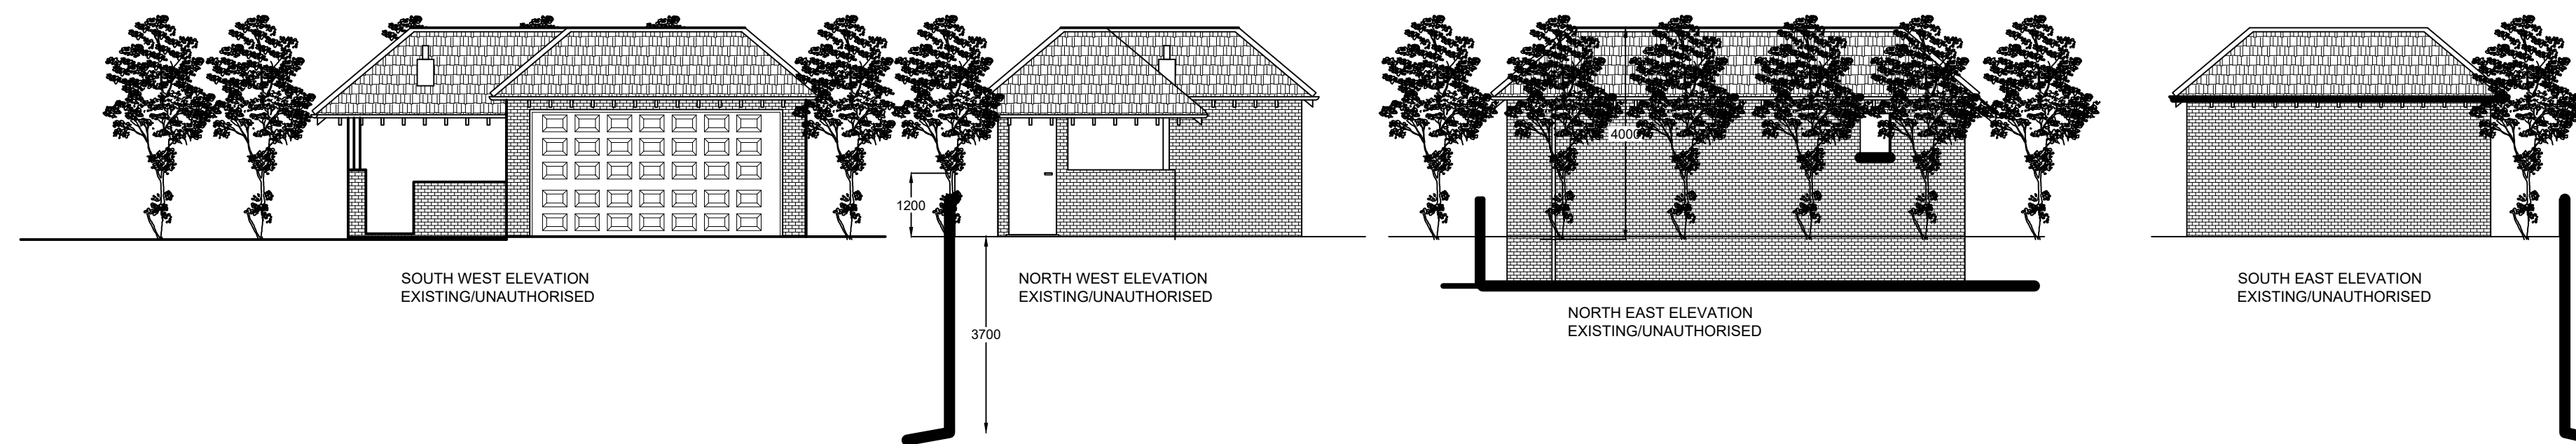 SOUTH WEST ELEVATION
EXISTING/UNAUTHORISED
1200
3700
NORTH WEST ELEVATION
EXISTING/UNAUTHORISED
4000
NORTH EAST ELEVATION
EXISTING/UNAUTHORISED
SOUTH EAST ELEVATION
EXISTING/UNAUTHORISED